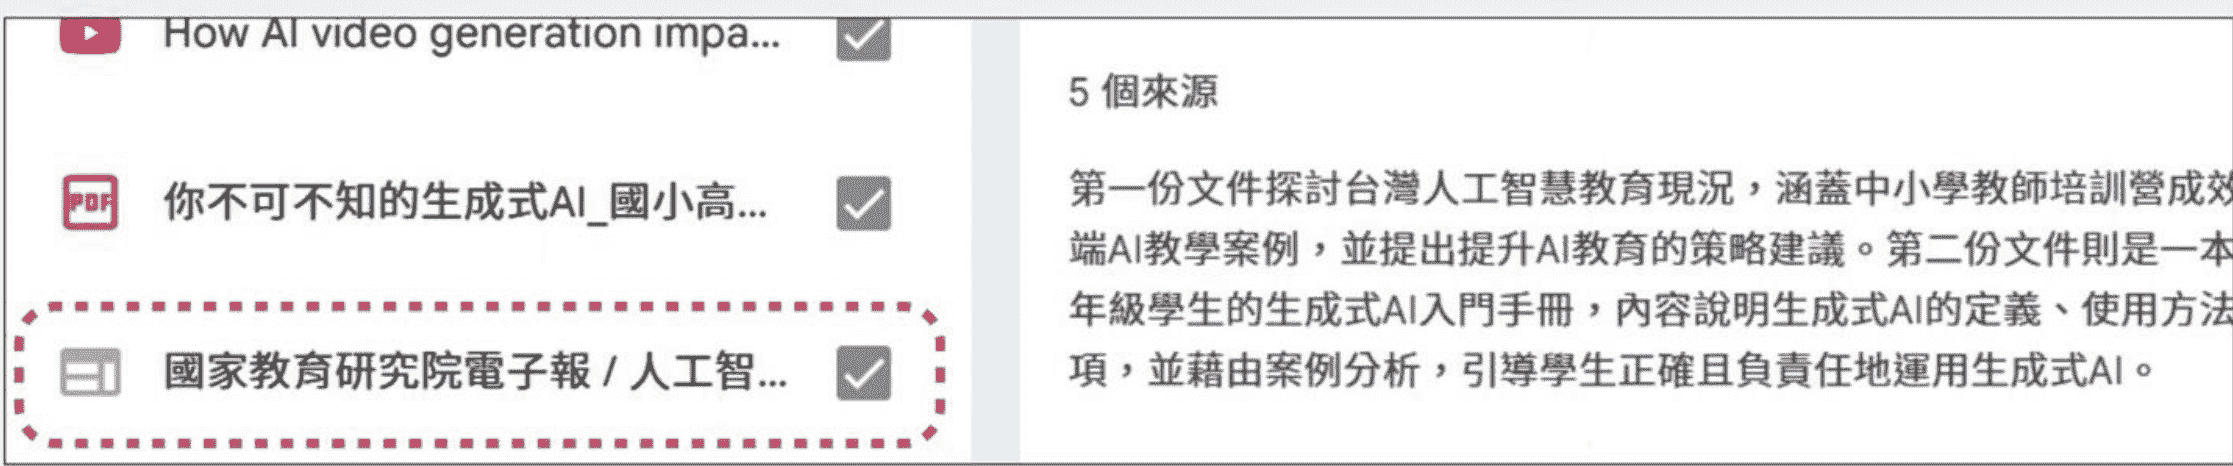 How AI video generation impa...
PDF 你不可不知的生成式AI_國小高...
國家教育研究院電子報 / 人工智...
5 個來源
第一份文件探討台灣人工智慧教育現況，涵蓋中小學教師培訓營成效
端AI教學案例，並提出提升AI教育的策略建議。第二份文件則是一本
年級學生的生成式AI入門手冊，內容說明生成式AI的定義、使用方法
項，並藉由案例分析，引導學生正確且負責任地運用生成式AI。